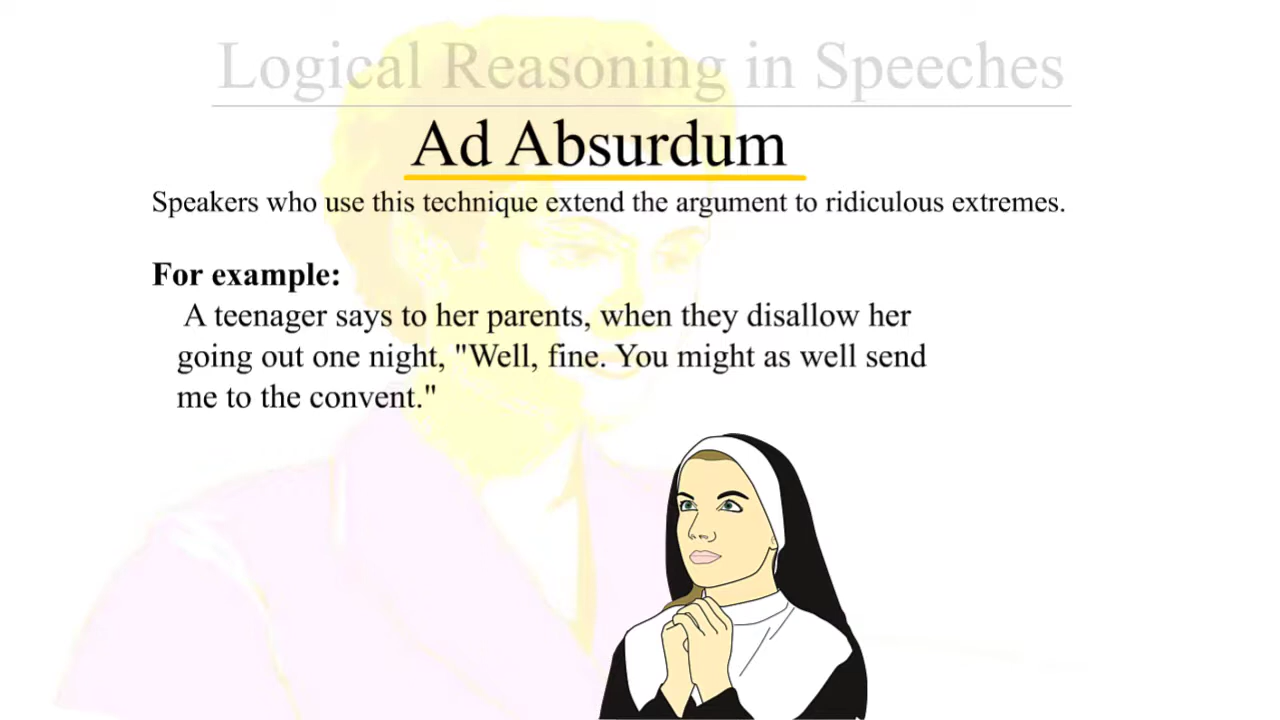 Logical Reasoning in Speeches
Ad Absurdum
Speakers who use this technique extend the argument to ridiculous extremes.
For example:
A teenager says to her parents, when they disallow her
going out one night, "Well, fine. You might as well send
me to the convent."